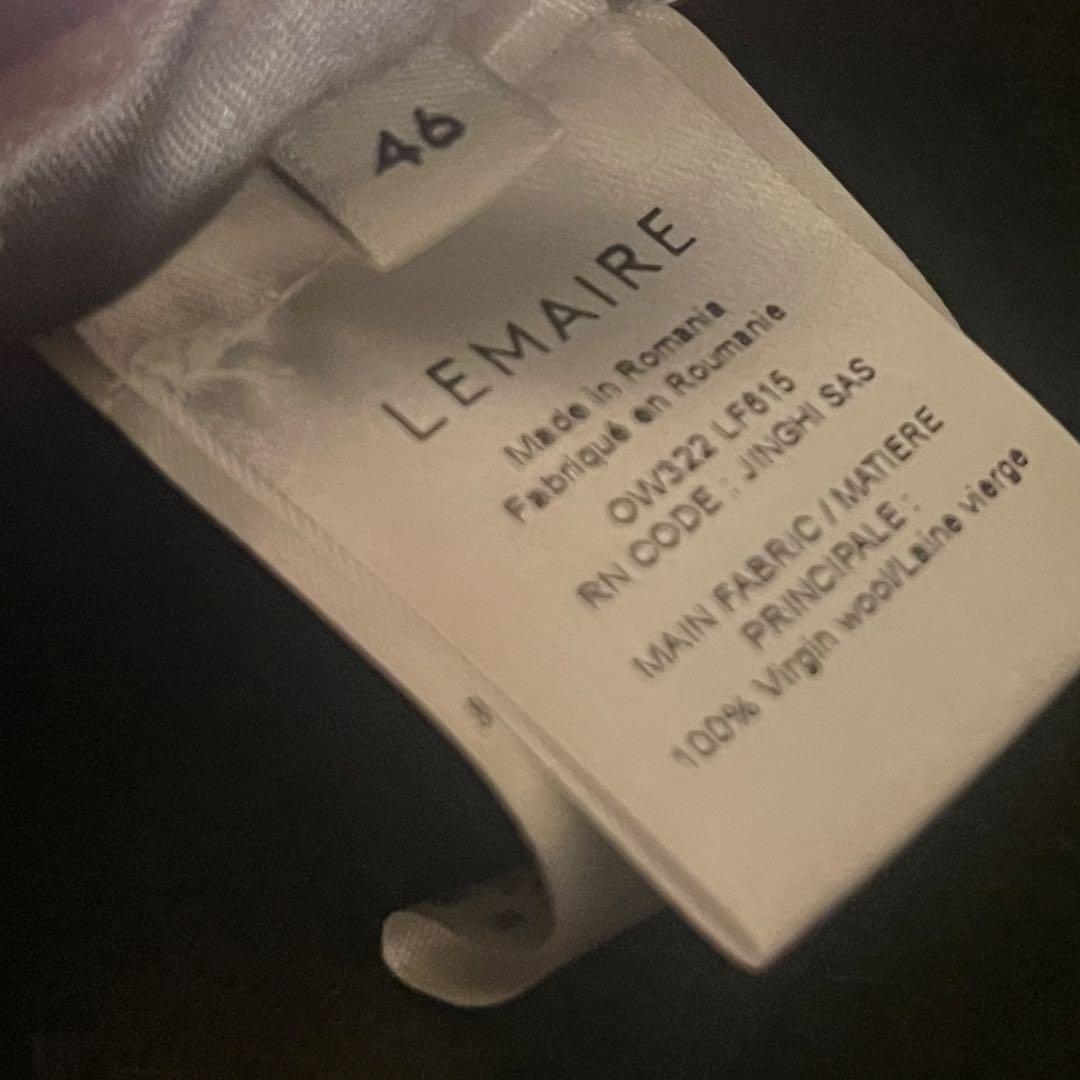 46
LEMAIRE
Made in Romania
Fabriqué en Roumanie
OW322 LF815
RN CODE : JINGHI SAS
MAIN FABRIC / MATIERE
PRINCIPALE :
100% Virgin wool/Laine vierge